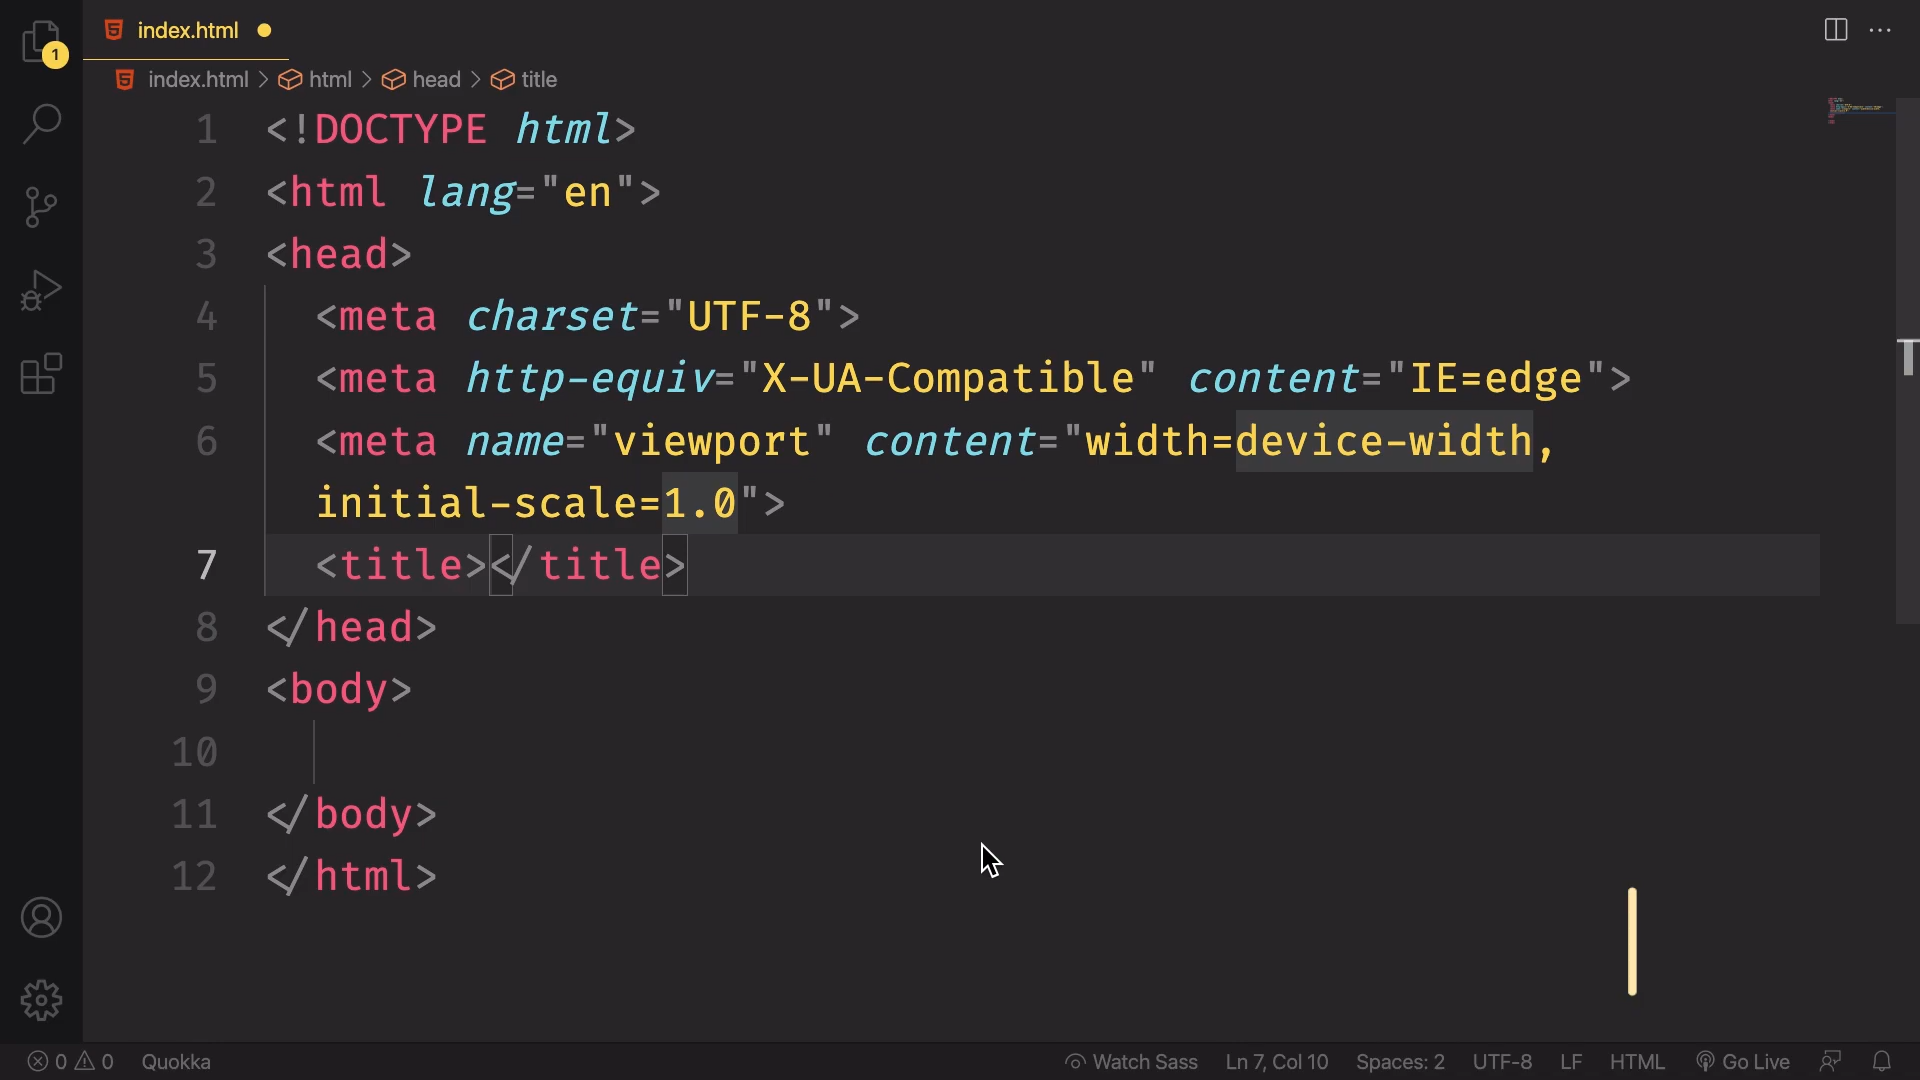 index.html
1
index.html > html > head > title
1 <!DOCTYPE html>
2 <html lang="en">
3 <head>
4 <meta charset="UTF-8">
5 <meta http-equiv="X-UA-Compatible" content="IE=edge">
6 <meta name="viewport" content="width=device-width,
initial-scale=1.0">
7 <title></title>
8 </head>
9 <body>
10
11 </body>
12 </html>
0 0 Quokka Watch Sass Ln 7, Col 10 Spaces: 2 UTF-8 LF HTML Go Live